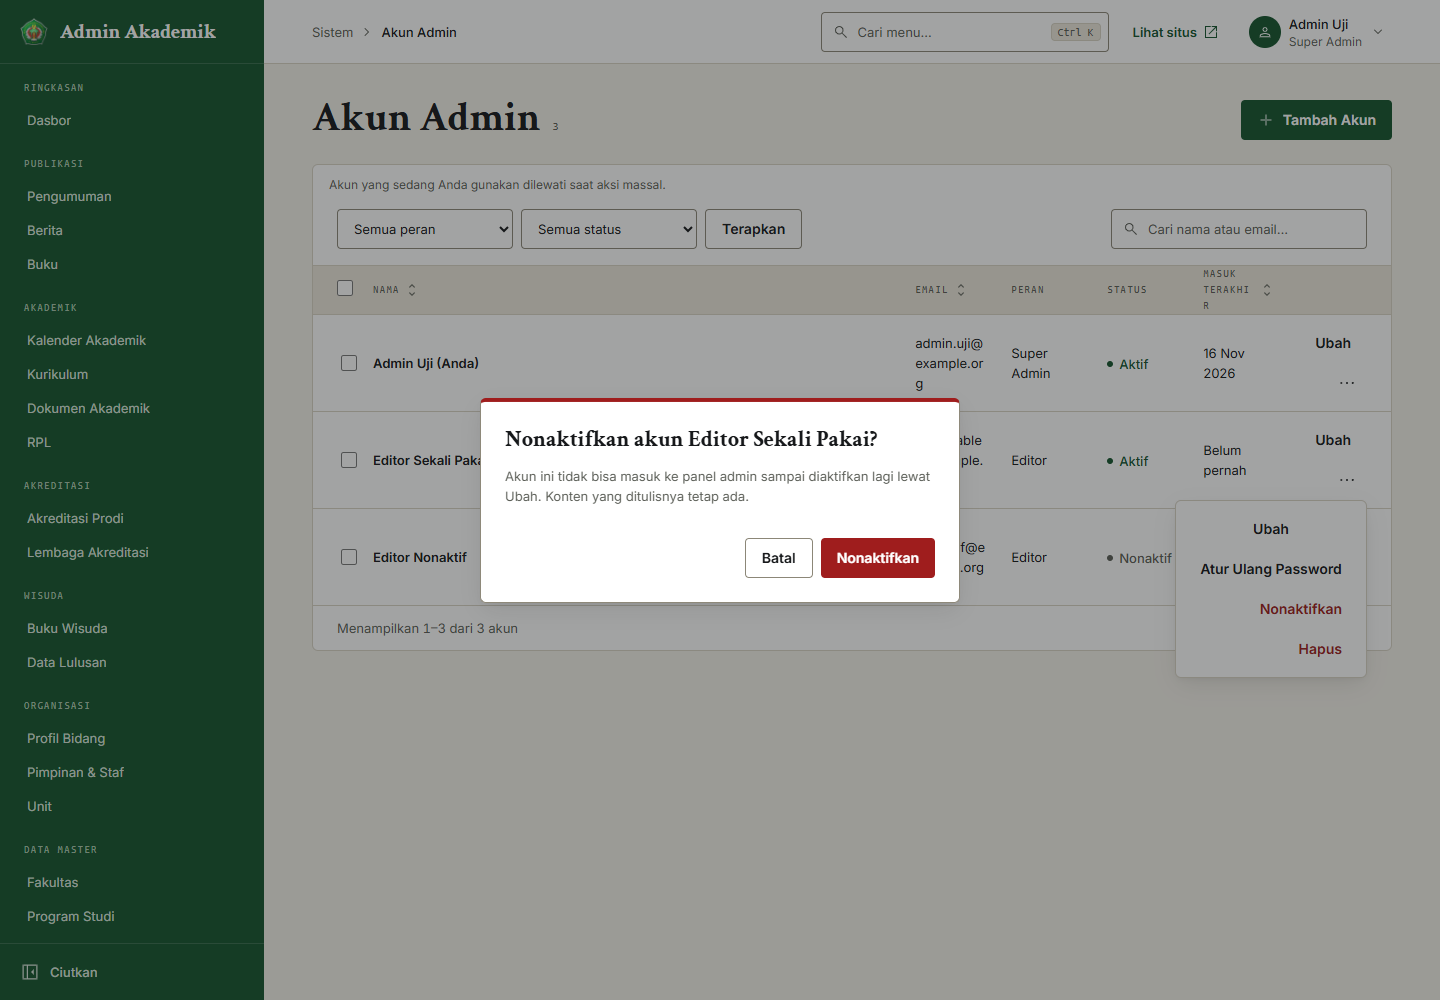 Admin Akademik
Sistem
Akun Admin
Cari menu...
Ctrl K
Lihat situs
Admin Uji
Super Admin
RINGKASAN
Dasbor
PUBLIKASI
Pengumuman
Berita
Buku
AKADEMIK
Kalender Akademik
Kurikulum
Dokumen Akademik
RPL
AKREDITASI
Akreditasi Prodi
Lembaga Akreditasi
WISUDA
Buku Wisuda
Data Lulusan
ORGANISASI
Profil Bidang
Pimpinan & Staf
Unit
DATA MASTER
Fakultas
Program Studi
Ciutkan
Akun Admin 3
Tambah Akun
Akun yang sedang Anda gunakan dilewati saat aksi massal.
Semua peran
Semua status
Terapkan
Cari nama atau email...
NAMA
EMAIL
PERAN
STATUS
MASUK
TERAKHI
R
Admin Uji (Anda)
admin.uji@
example.or
g
Super
Admin
Aktif
16 Nov
2026
Ubah
...
Editor Sekali Paka
able
ple.
Editor
Aktif
Belum
pernah
Ubah
...
Editor Nonaktif
f@e
.org
Editor
Nonaktif
Ubah
Atur Ulang Password
Nonaktifkan
Hapus
Menampilkan 1–3 dari 3 akun
Nonaktifkan akun Editor Sekali Pakai?
Akun ini tidak bisa masuk ke panel admin sampai diaktifkan lagi lewat
Ubah. Konten yang ditulisnya tetap ada.
Batal
Nonaktifkan